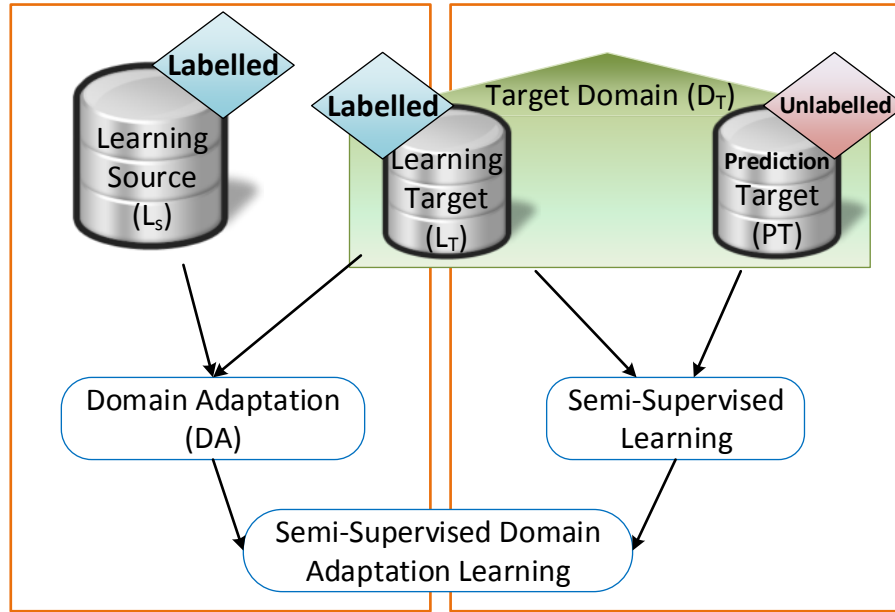 Labelled
Learning
Source
(Ls)
Labelled
Target Domain (DT)
Learning
Target
(LT)
Unlabelled
Prediction
Target
(PT)
Domain Adaptation
(DA)
Semi-Supervised
Learning
Semi-Supervised Domain
Adaptation Learning